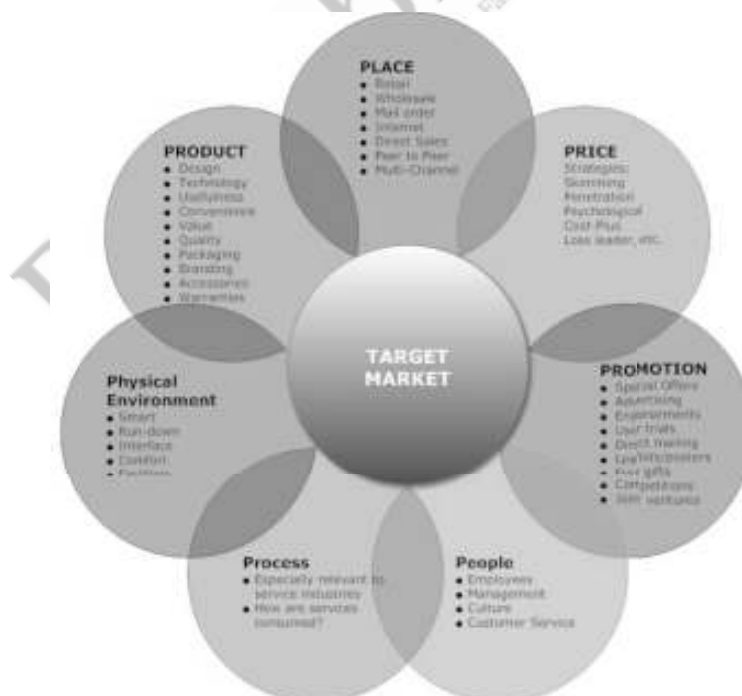 PLACE
Retail
Wholesale
Mail order
Internet
Direct Sales
Peer to Peer
Multi-Channel
PRODUCT
Design
Technology
Usefulness
Convenience
Value
Quality
Packaging
Branding
Accessories
Warranties
PRICE
Strategies:
Skimming
Penetration
Psychological
Cost Plus
Loss leader, etc.
TARGET
MARKET
Physical
Environment
Smart
Run-down
Interface
Comfort
PROMOTION
Special Offers
Advertising
Endorsements
User trials
Direct mailing
Free gifts
Competitions
Joint ventures
Process
Especially relevant to
service industries
How are services
consumed?
People
Employees
Management
Culture
Customer Service